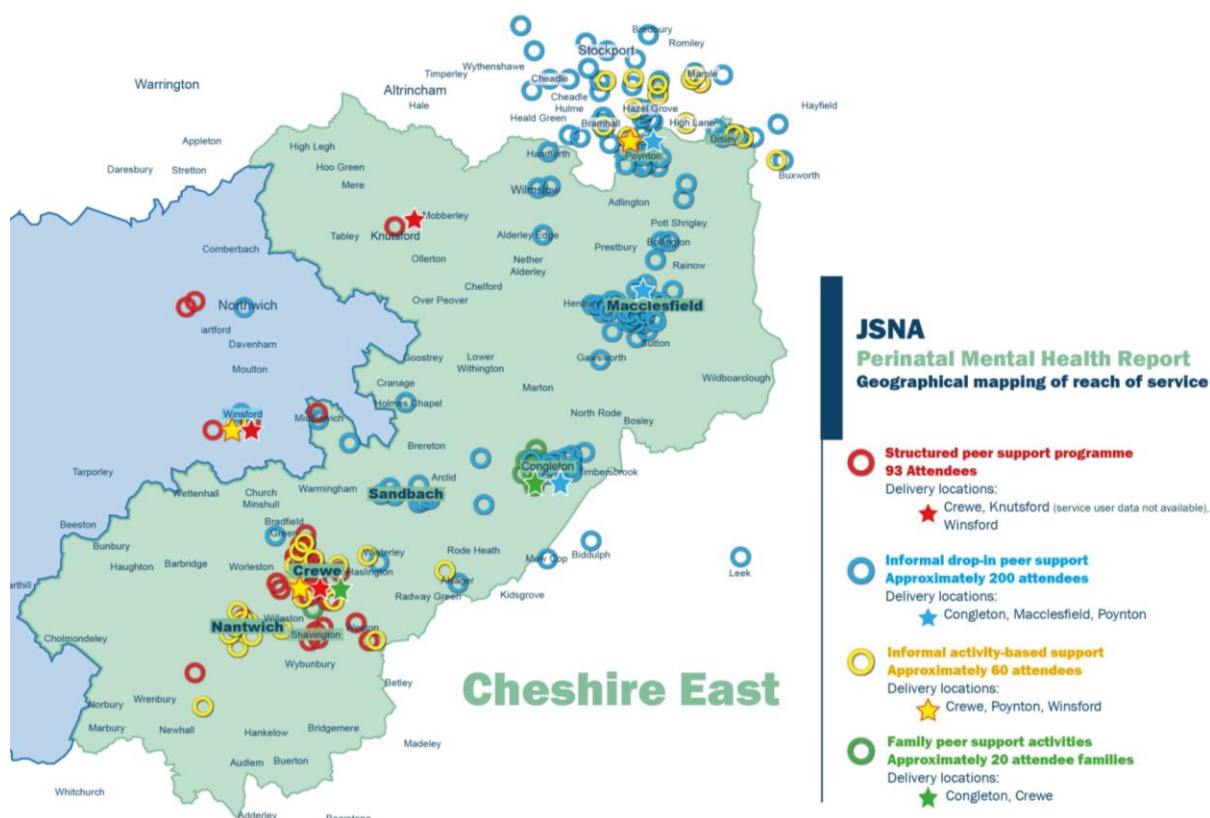 Bredbury
Romiley
Stockport
Wythenshawe
Timperley
Cheadle
Marple
Warrington
Altrincham
Hale
Cheadle
Hulme
Hazel Grove
Hayfield
Heald Green
Bramhall
High Lane
Appleton
High Legh
Handforth
Poynton
Disley
Daresbury
Stretton
Hoo Green
Buxworth
Mere
Wilmslow
Adlington
Mobberley
Pott Shrigley
Tabley
Knutsford
Alderley Edge
Prestbury
Bollington
Comberbach
Ollerton
Nether
Alderley
Rainow
Chelford
Over Peover
Henbury
Macclesfield
Northwich
Hartford
Davenham
Sutton
Goostrey
Lower
Withington
Gawsworth
Moulton
Cranage
Marton
Wildboarclough
Holmes Chapel
Winsford
North Rode
Bosley
Brereton
Congleton
Timbersbrook
Tarporley
Arclid
Wettenhall
Church
Minshull
Warmingham
Sandbach
Beeston
Bradfield
Green
Bunbury
Winterley
Rode Heath
Mow Cop
Biddulph
Haughton
Barbridge
Worleston
Crewe
Haslington
Leek
Alsager
Radway Green
Kidsgrove
Willaston
Nantwich
Shavington
Weston
Cholmondeley
Wybunbury
Cheshire East
Betley
Norbury
Wrenbury
Marbury
Newhall
Hankelow
Bridgemere
Madeley
Audlem
Buerton
Whitchurch
Adderley
JSNA
Perinatal Mental Health Report
Geographical mapping of reach of service
Structured peer support programme
93 Attendees
Delivery locations:
Crewe, Knutsford (service user data not available),
Winsford
Informal drop-in peer support
Approximately 200 attendees
Delivery locations:
Congleton, Macclesfield, Poynton
Informal activity-based support
Approximately 60 attendees
Delivery locations:
Crewe, Poynton, Winsford
Family peer support activities
Approximately 20 attendee families
Delivery locations:
Congleton, Crewe